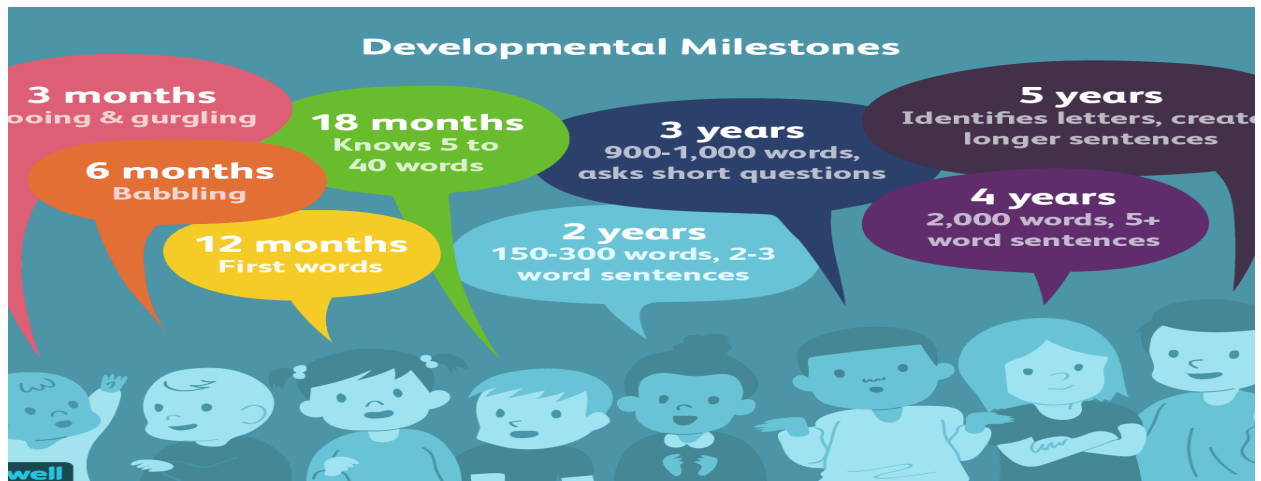 Developmental Milestones
3 months
ooing & gurgling
6 months
Babbling
12 months
First words
18 months
Knows 5 to
40 words
2 years
150-300 words, 2-3
word sentences
3 years
900-1,000 words,
asks short questions
4 years
2,000 words, 5+
word sentences
5 years
Identifies letters, create
longer sentences
well